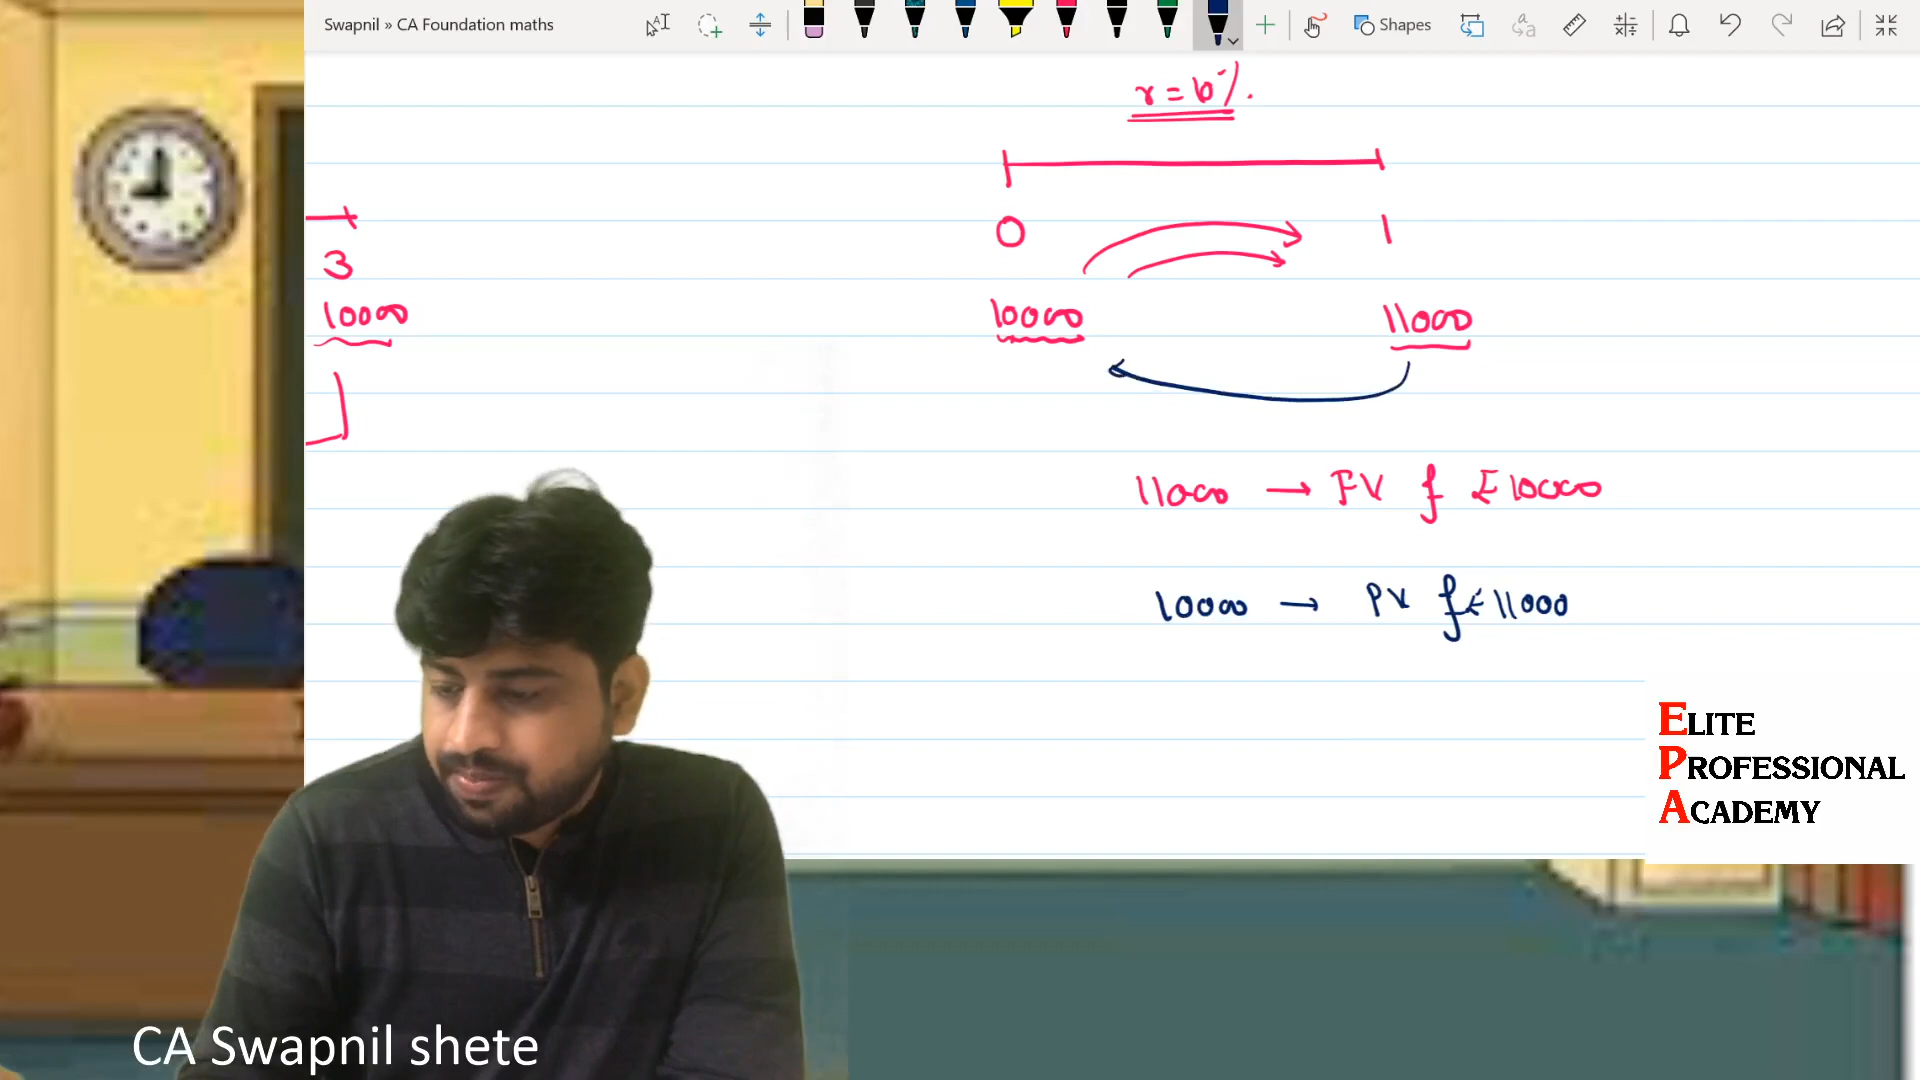 Swapnil » CA Foundation maths
Shapes
r = 10%.
0 1
3
10000
10000 11000
11000 → FV of ₹10000
10000 → PV of ₹11000
ELITE
PROFESSIONAL
ACADEMY
CA Swapnil shete